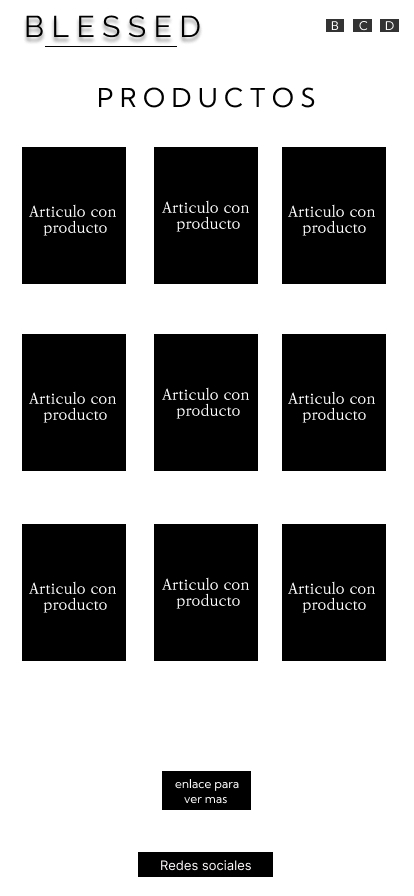 BLESSED
B C D
PRODUCTOS
Articulo con
producto
Articulo con
producto
Articulo con
producto
Articulo con
producto
Articulo con
producto
Articulo con
producto
Articulo con
producto
Articulo con
producto
Articulo con
producto
enlace para
ver mas
Redes sociales